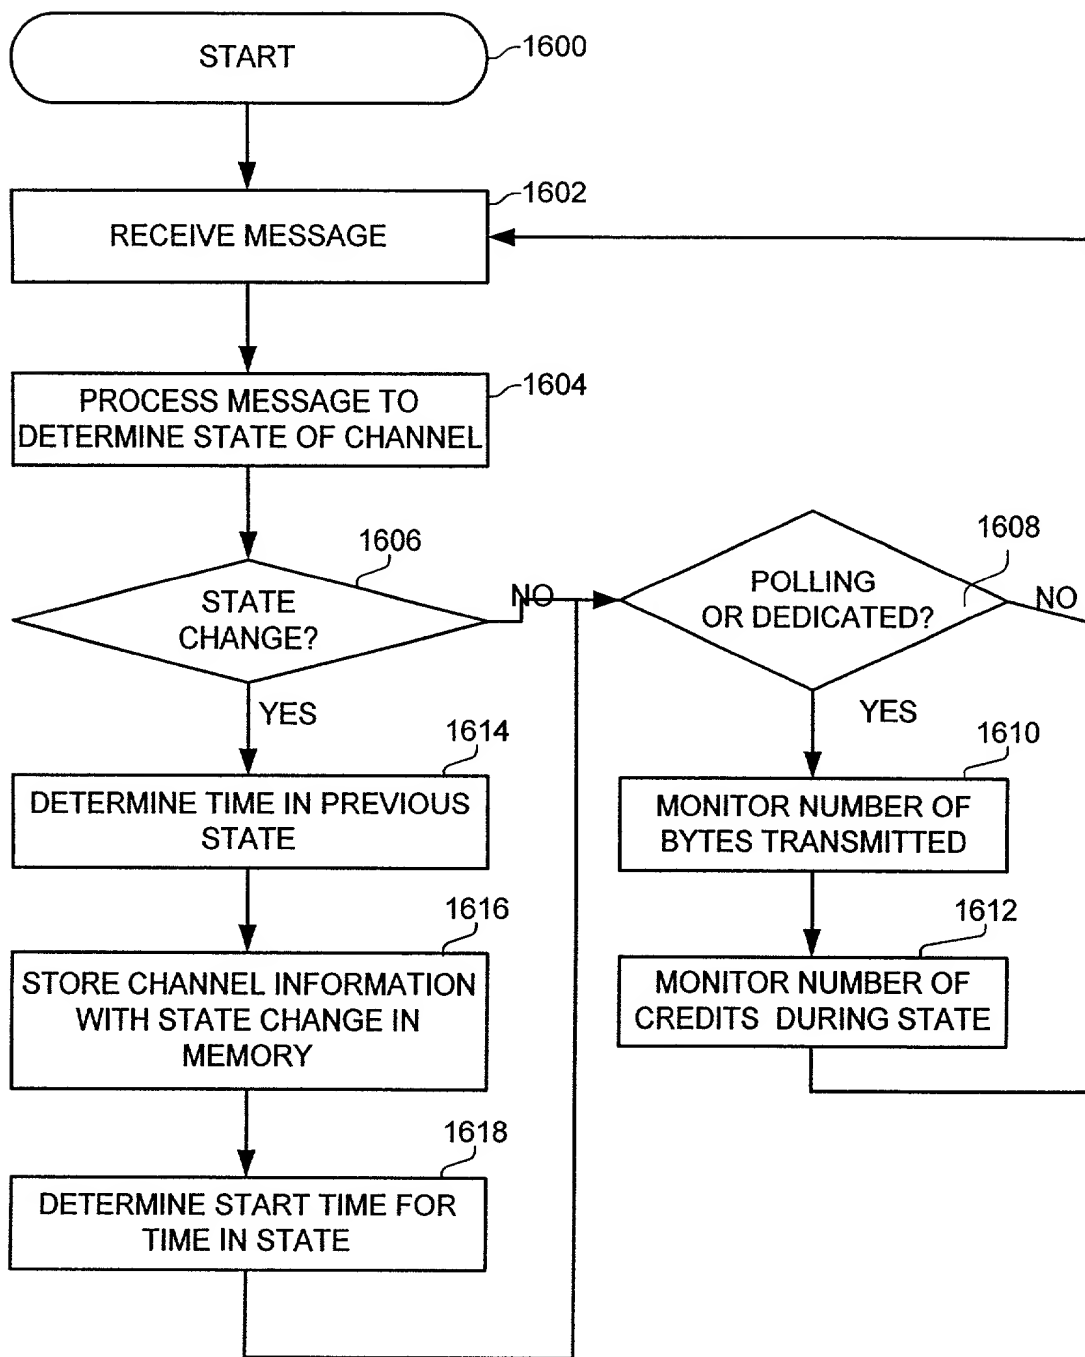 START
1600
1602
RECEIVE MESSAGE
1604
PROCESS MESSAGE TO
DETERMINE STATE OF CHANNEL
1606
STATE
CHANGE?
NO
YES
1608
POLLING
OR DEDICATED?
NO
YES
1614
DETERMINE TIME IN PREVIOUS
STATE
1610
MONITOR NUMBER OF
BYTES TRANSMITTED
1616
STORE CHANNEL INFORMATION
WITH STATE CHANGE IN
MEMORY
1612
MONITOR NUMBER OF
CREDITS DURING STATE
1618
DETERMINE START TIME FOR
TIME IN STATE